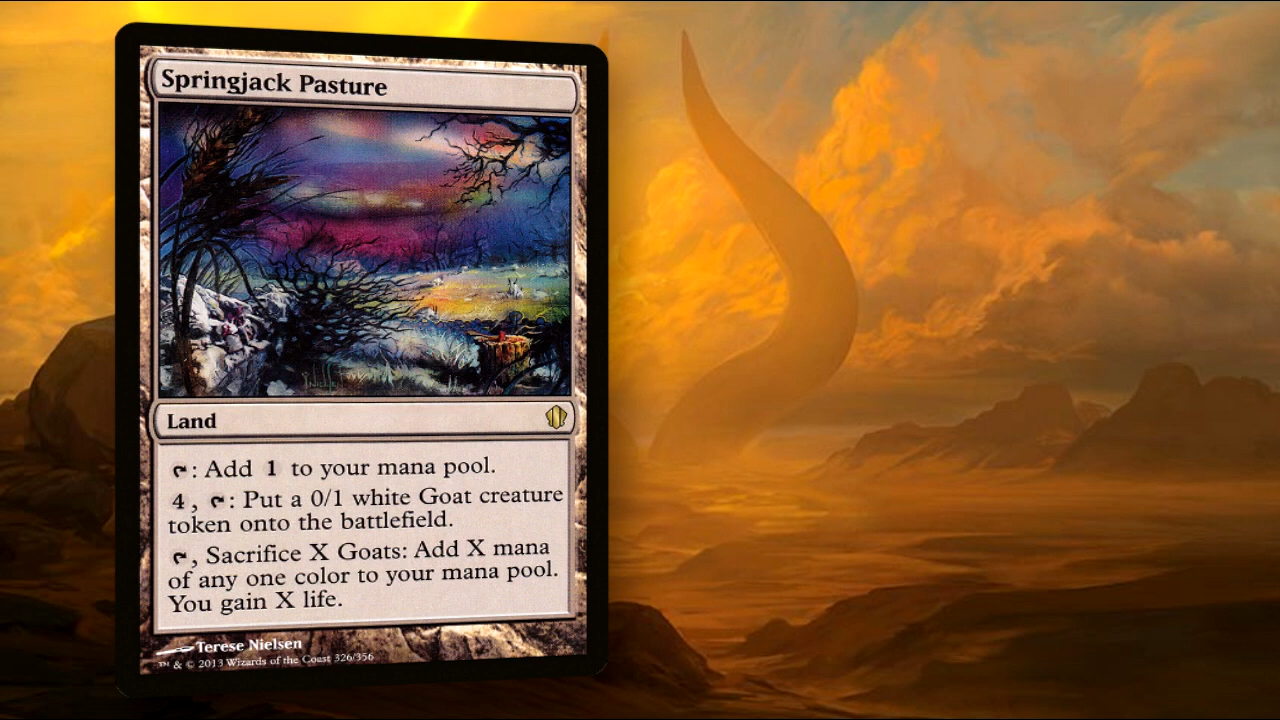 Springjack Pasture
Land
: Add 1 to your mana pool.
4, : Put a 0/1 white Goat creature
token onto the battlefield.
, Sacrifice X Goats: Add X mana
of any one color to your mana pool.
You gain X life.
Terese Nielsen
™ & © 2013 Wizards of the Coast 326/356